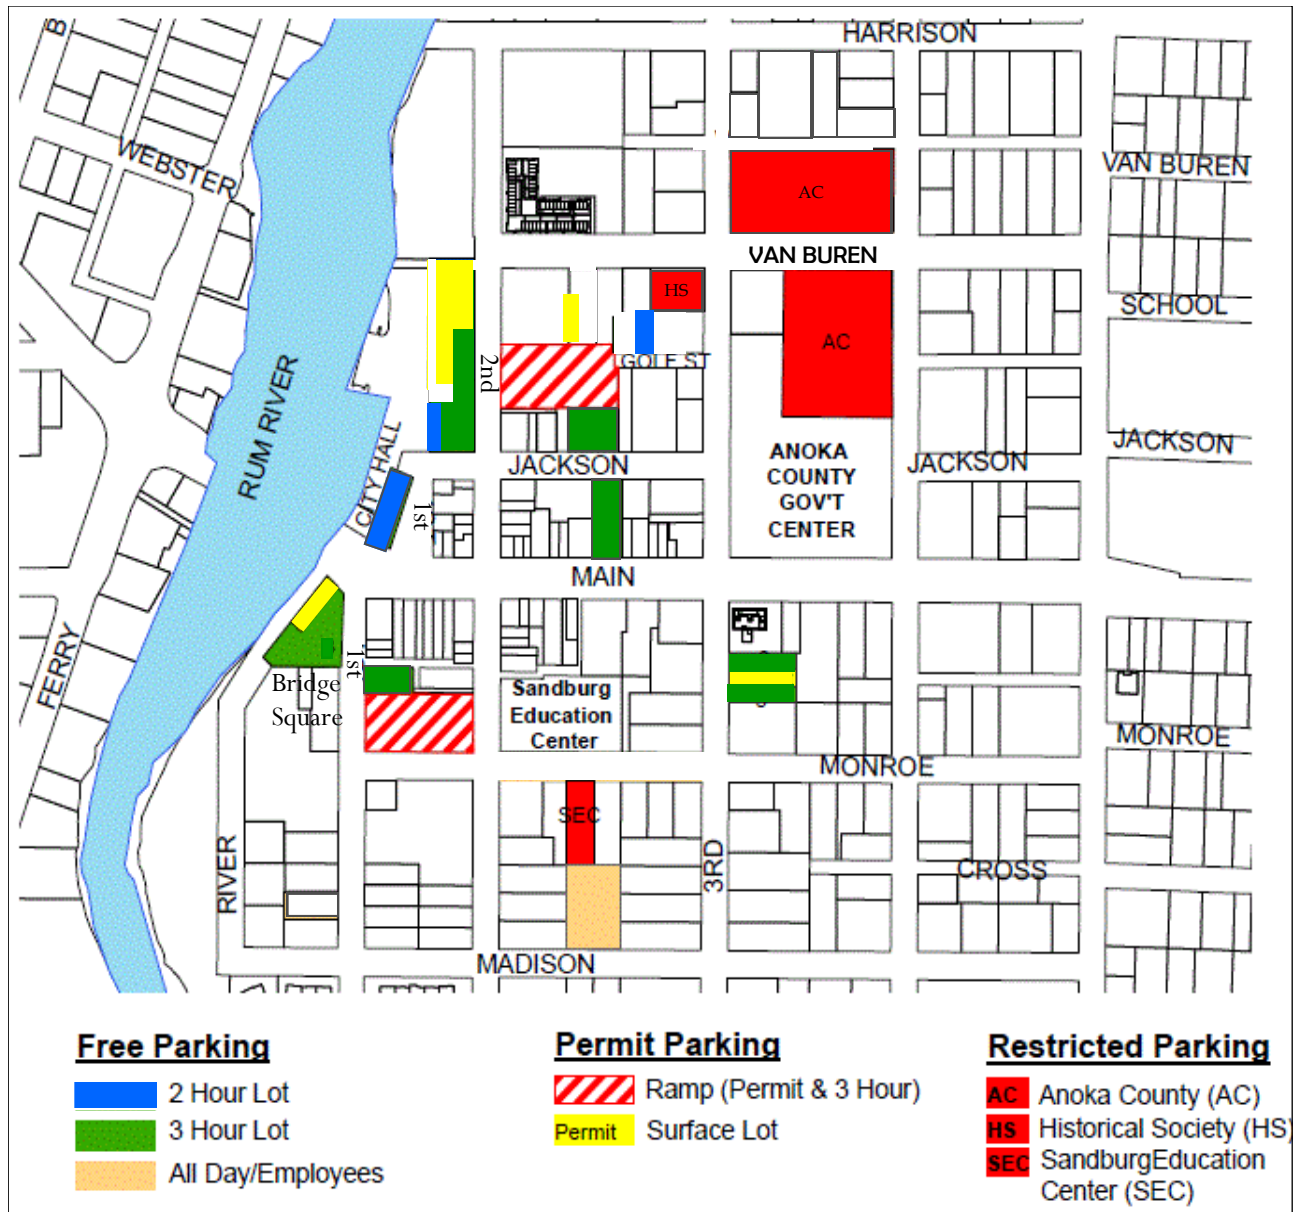 HARRISON
B
WEBSTER
VAN BUREN
AC
VAN BUREN
HS
SCHOOL
AC
2nd
GOLF ST
RUM RIVER
CITY HALL
JACKSON
JACKSON
JACKSON
ANOKA
COUNTY
GOV'T
CENTER
1st
MAIN
FERRY
1st
Bridge
Square
Sandburg
Education
Center
MONROE
MONROE
SEC
RIVER
3RD
CROSS
MADISON
Free Parking
2 Hour Lot
3 Hour Lot
All Day/Employees
Permit Parking
Ramp (Permit & 3 Hour)
Permit Surface Lot
Restricted Parking
AC Anoka County (AC)
HS Historical Society (HS)
SEC SandburgEducation
Center (SEC)